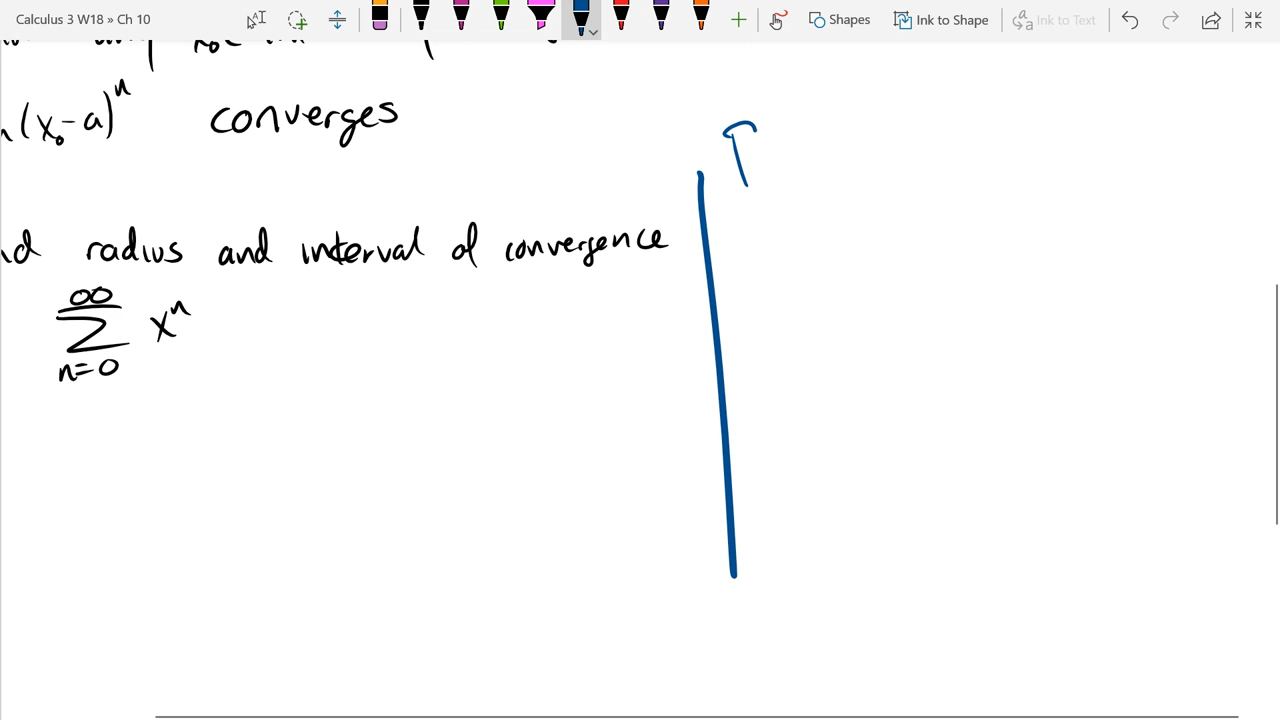 Calculus 3 W18 » Ch 10
Shapes
Ink to Shape
Ink to Text
(x₀-a)ⁿ converges
radius and interval of convergence
∞
Σ xⁿ
n=0